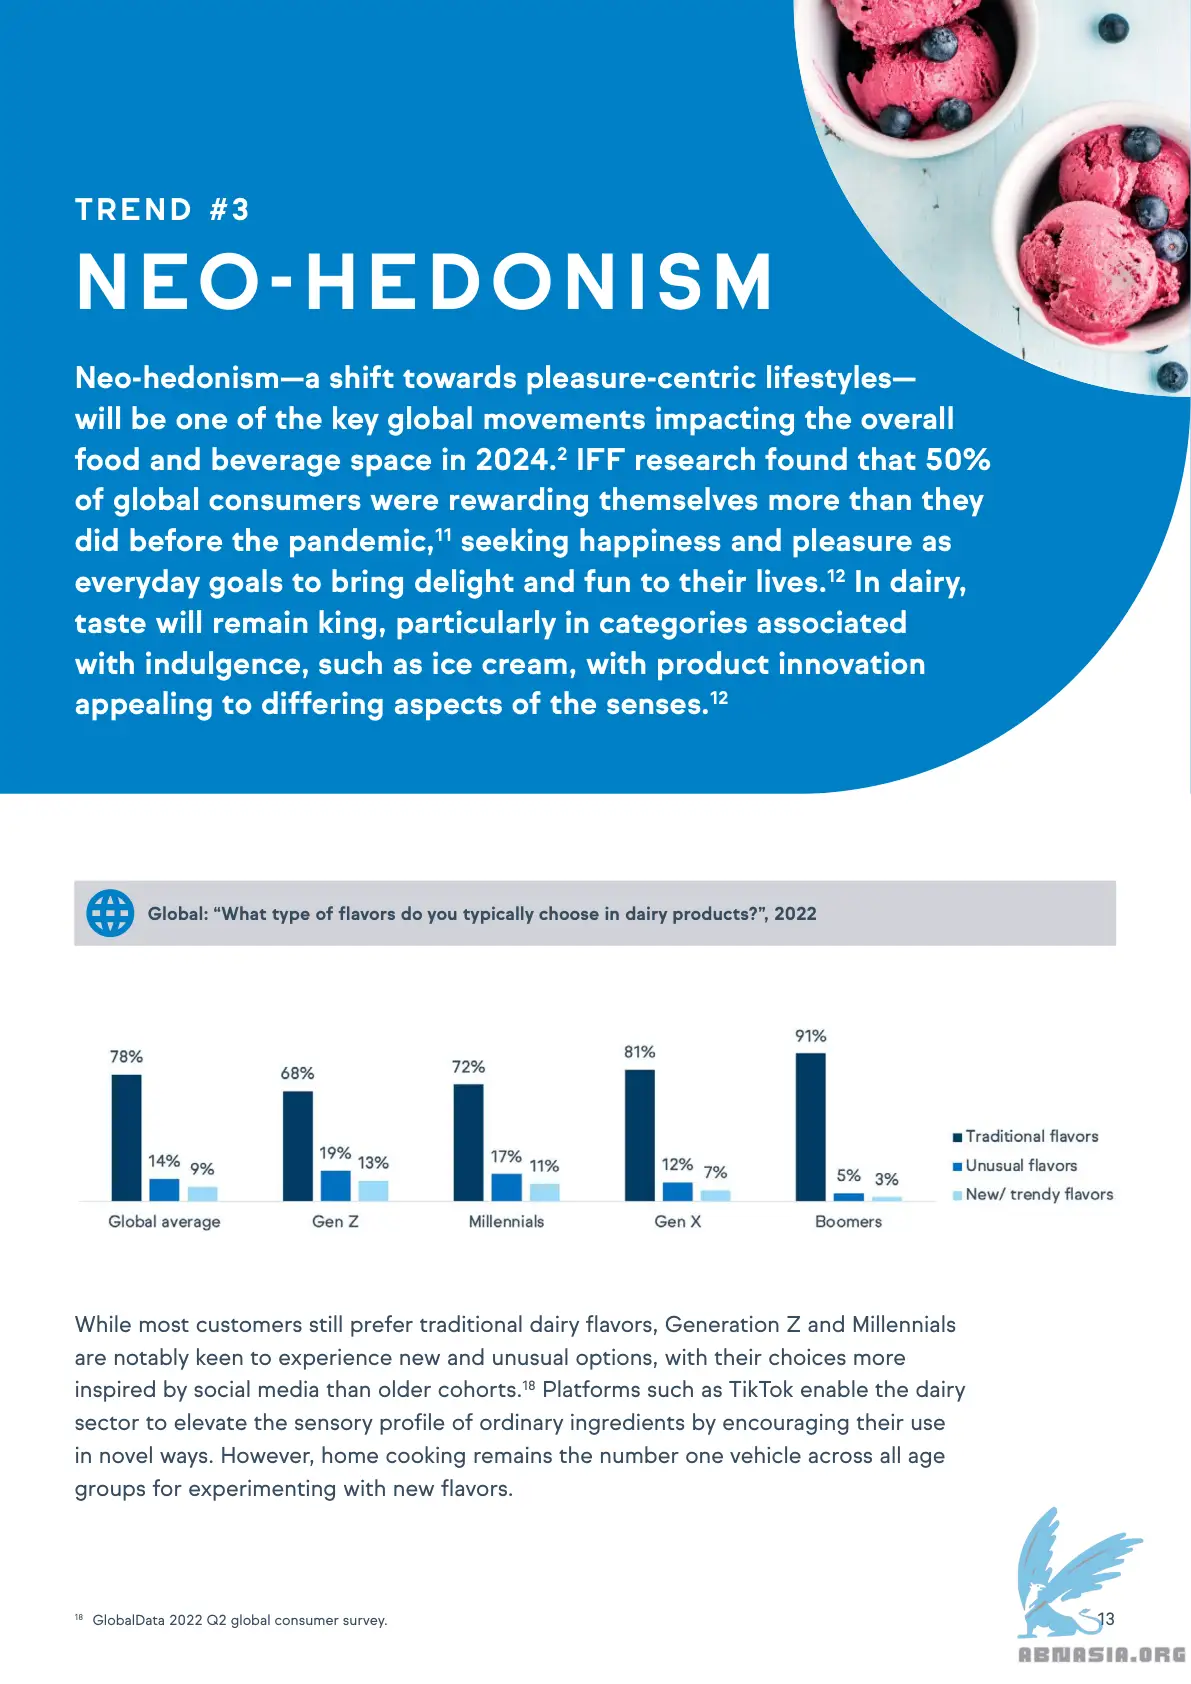 TREND #3
NEO-HEDONISM
Neo-hedonism—a shift towards pleasure-centric lifestyles—
will be one of the key global movements impacting the overall
food and beverage space in 2024.² IFF research found that 50%
of global consumers were rewarding themselves more than they
did before the pandemic,¹¹ seeking happiness and pleasure as
everyday goals to bring delight and fun to their lives.¹² In dairy,
taste will remain king, particularly in categories associated
with indulgence, such as ice cream, with product innovation
appealing to differing aspects of the senses.¹²
Global: “What type of flavors do you typically choose in dairy products?”, 2022
78%
14%
9%
Global average
68%
19%
13%
Gen Z
72%
17%
11%
Millennials
81%
12%
7%
Gen X
91%
5%
3%
Boomers
Traditional flavors
Unusual flavors
New/ trendy flavors
While most customers still prefer traditional dairy flavors, Generation Z and Millennials
are notably keen to experience new and unusual options, with their choices more
inspired by social media than older cohorts.¹⁸ Platforms such as TikTok enable the dairy
sector to elevate the sensory profile of ordinary ingredients by encouraging their use
in novel ways. However, home cooking remains the number one vehicle across all age
groups for experimenting with new flavors.
¹⁸ GlobalData 2022 Q2 global consumer survey.
13
ABNASIA.ORG